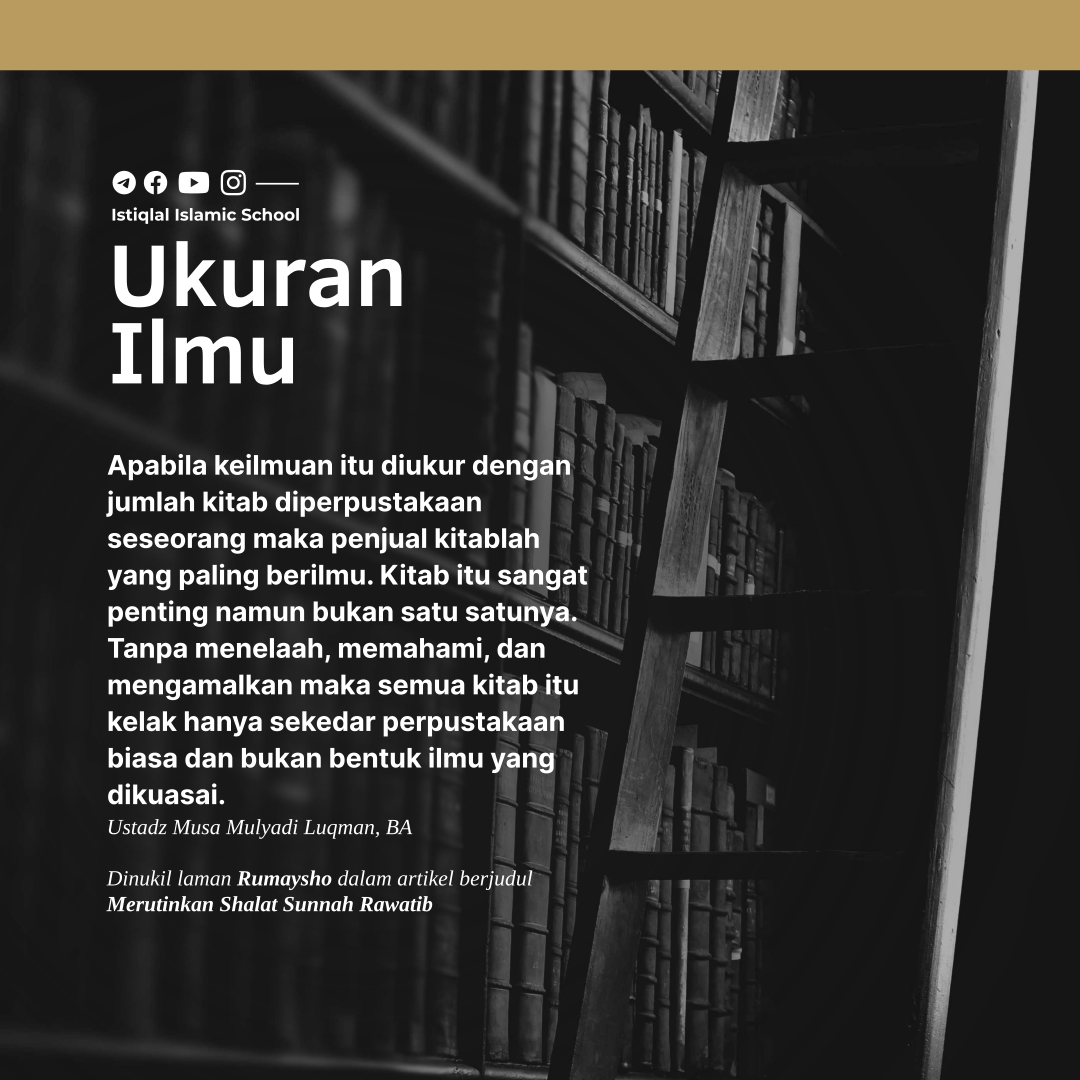 Istiqlal Islamic School
Ukuran
Ilmu
Apabila keilmuan itu diukur dengan
jumlah kitab diperpustakaan
seseorang maka penjual kitablah
yang paling berilmu. Kitab itu sangat
penting namun bukan satu satunya.
Tanpa menelaah, memahami, dan
mengamalkan maka semua kitab itu
kelak hanya sekedar perpustakaan
biasa dan bukan bentuk ilmu yang
dikuasai.
Ustadz Musa Mulyadi Luqman, BA
Dinukil laman Rumaysho dalam artikel berjudul
Merutinkan Shalat Sunnah Rawatib